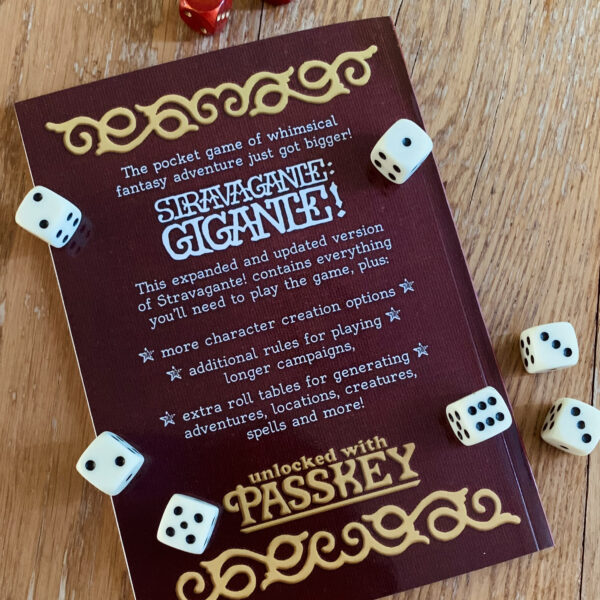 The pocket game of whimsical
fantasy adventure just got bigger!
STRAVAGANTE:
GIGANTE!
This expanded and updated version
of Stravagante! contains everything
you'll need to play the game, plus:
more character creation options
additional rules for playing
longer campaigns,
extra roll tables for generating
adventures, locations, creatures,
spells and more!
unlocked with
PASSKEY